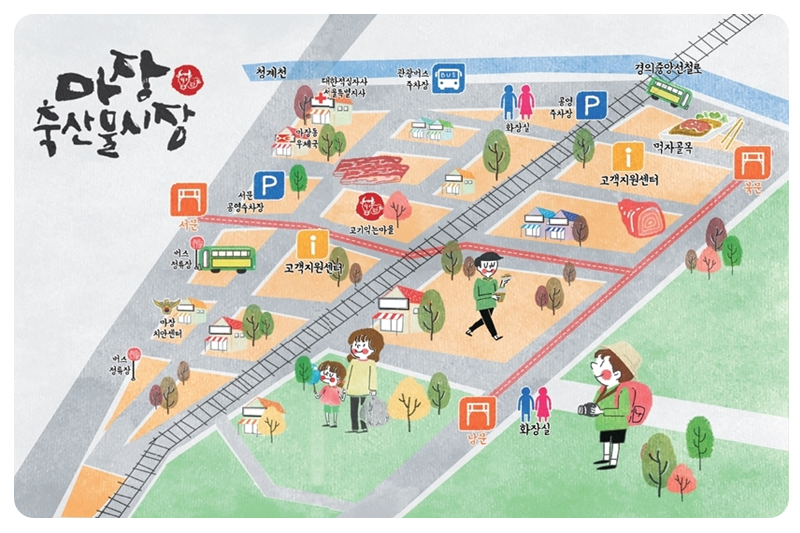 마장
축산물시장
청계천
대한적십자사
서울특별지사
관광버스
주차장
BUS
경의중앙선철로
화장실
공영
주차장
P
마장동
우체국
먹자골목
i
고객지원센터
북문
서문
공영주차장
P
서문
고기익는마을
버스
정류장
i
고객지원센터
마장
치안센터
버스
정류장
남문
화장실